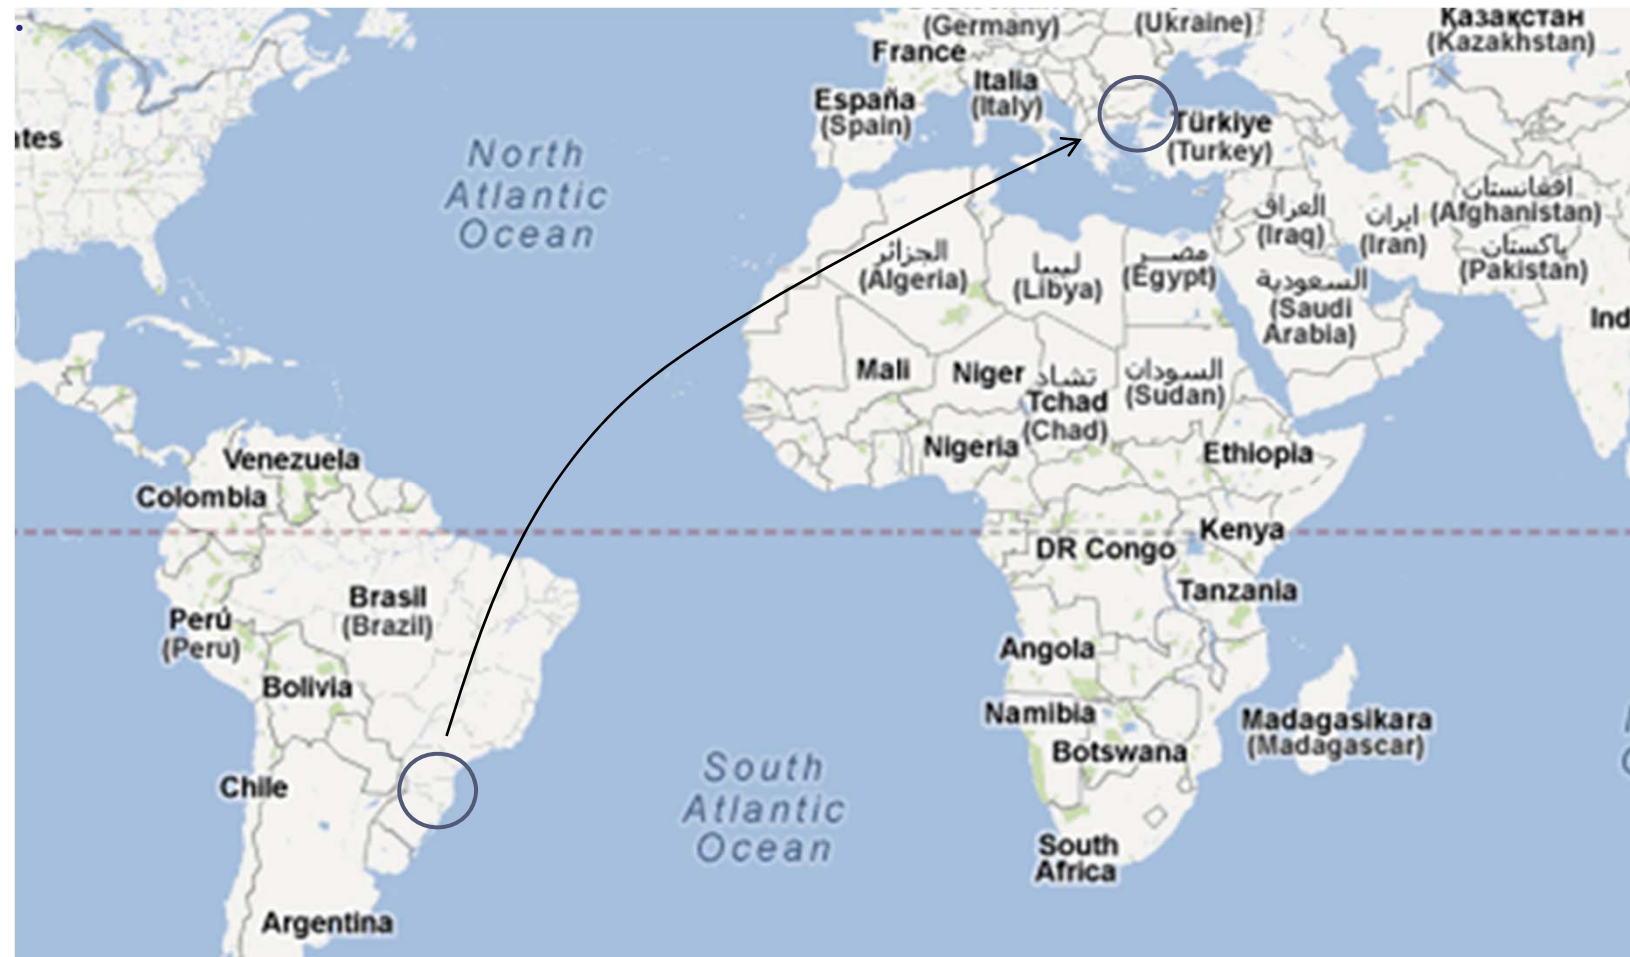 Қазақстан
(Kazakhstan)
(Germany)
(Ukraine)
France
Italia
(Italy)
España
(Spain)
Türkiye
(Turkey)
ates
North
Atlantic
Ocean
افغانستان
(Afghanistan)
العراق
(Iraq)
ایران
(Iran)
پاکستان
(Pakistan)
الجزائر
(Algeria)
ليبيا
(Libya)
مصر
(Egypt)
السعودية
(Saudi
Arabia)
Ind
Mali
Niger
تشاد
Tchad
(Chad)
السودان
(Sudan)
Nigeria
Ethiopia
Venezuela
Colombia
Kenya
DR Congo
Tanzania
Brasil
(Brazil)
Perú
(Peru)
Angola
Bolivia
Namibia
Madagasikara
(Madagascar)
Botswana
Chile
South
Atlantic
Ocean
South
Africa
Argentina